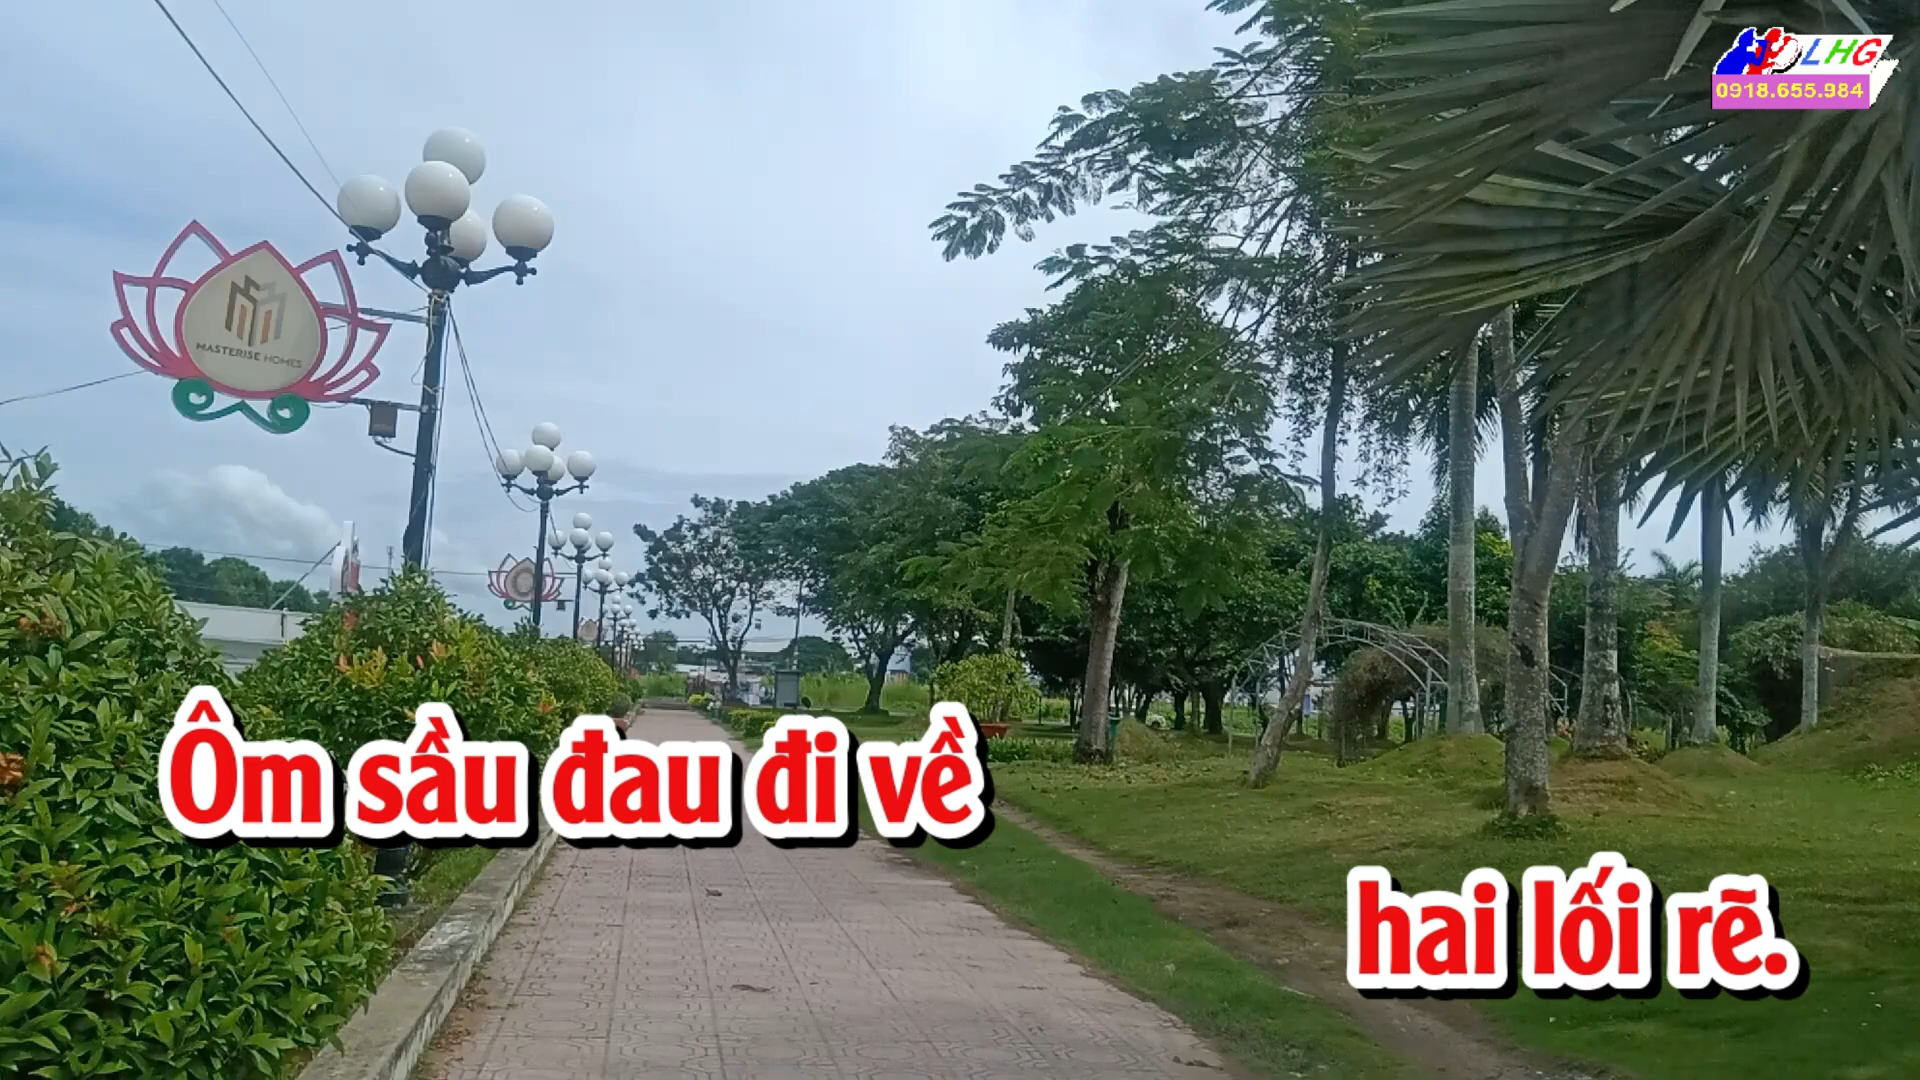 LHG
0918.655.984
MASTERISE HOMES
Ôm sầu đau đi về
hai lối rẽ.